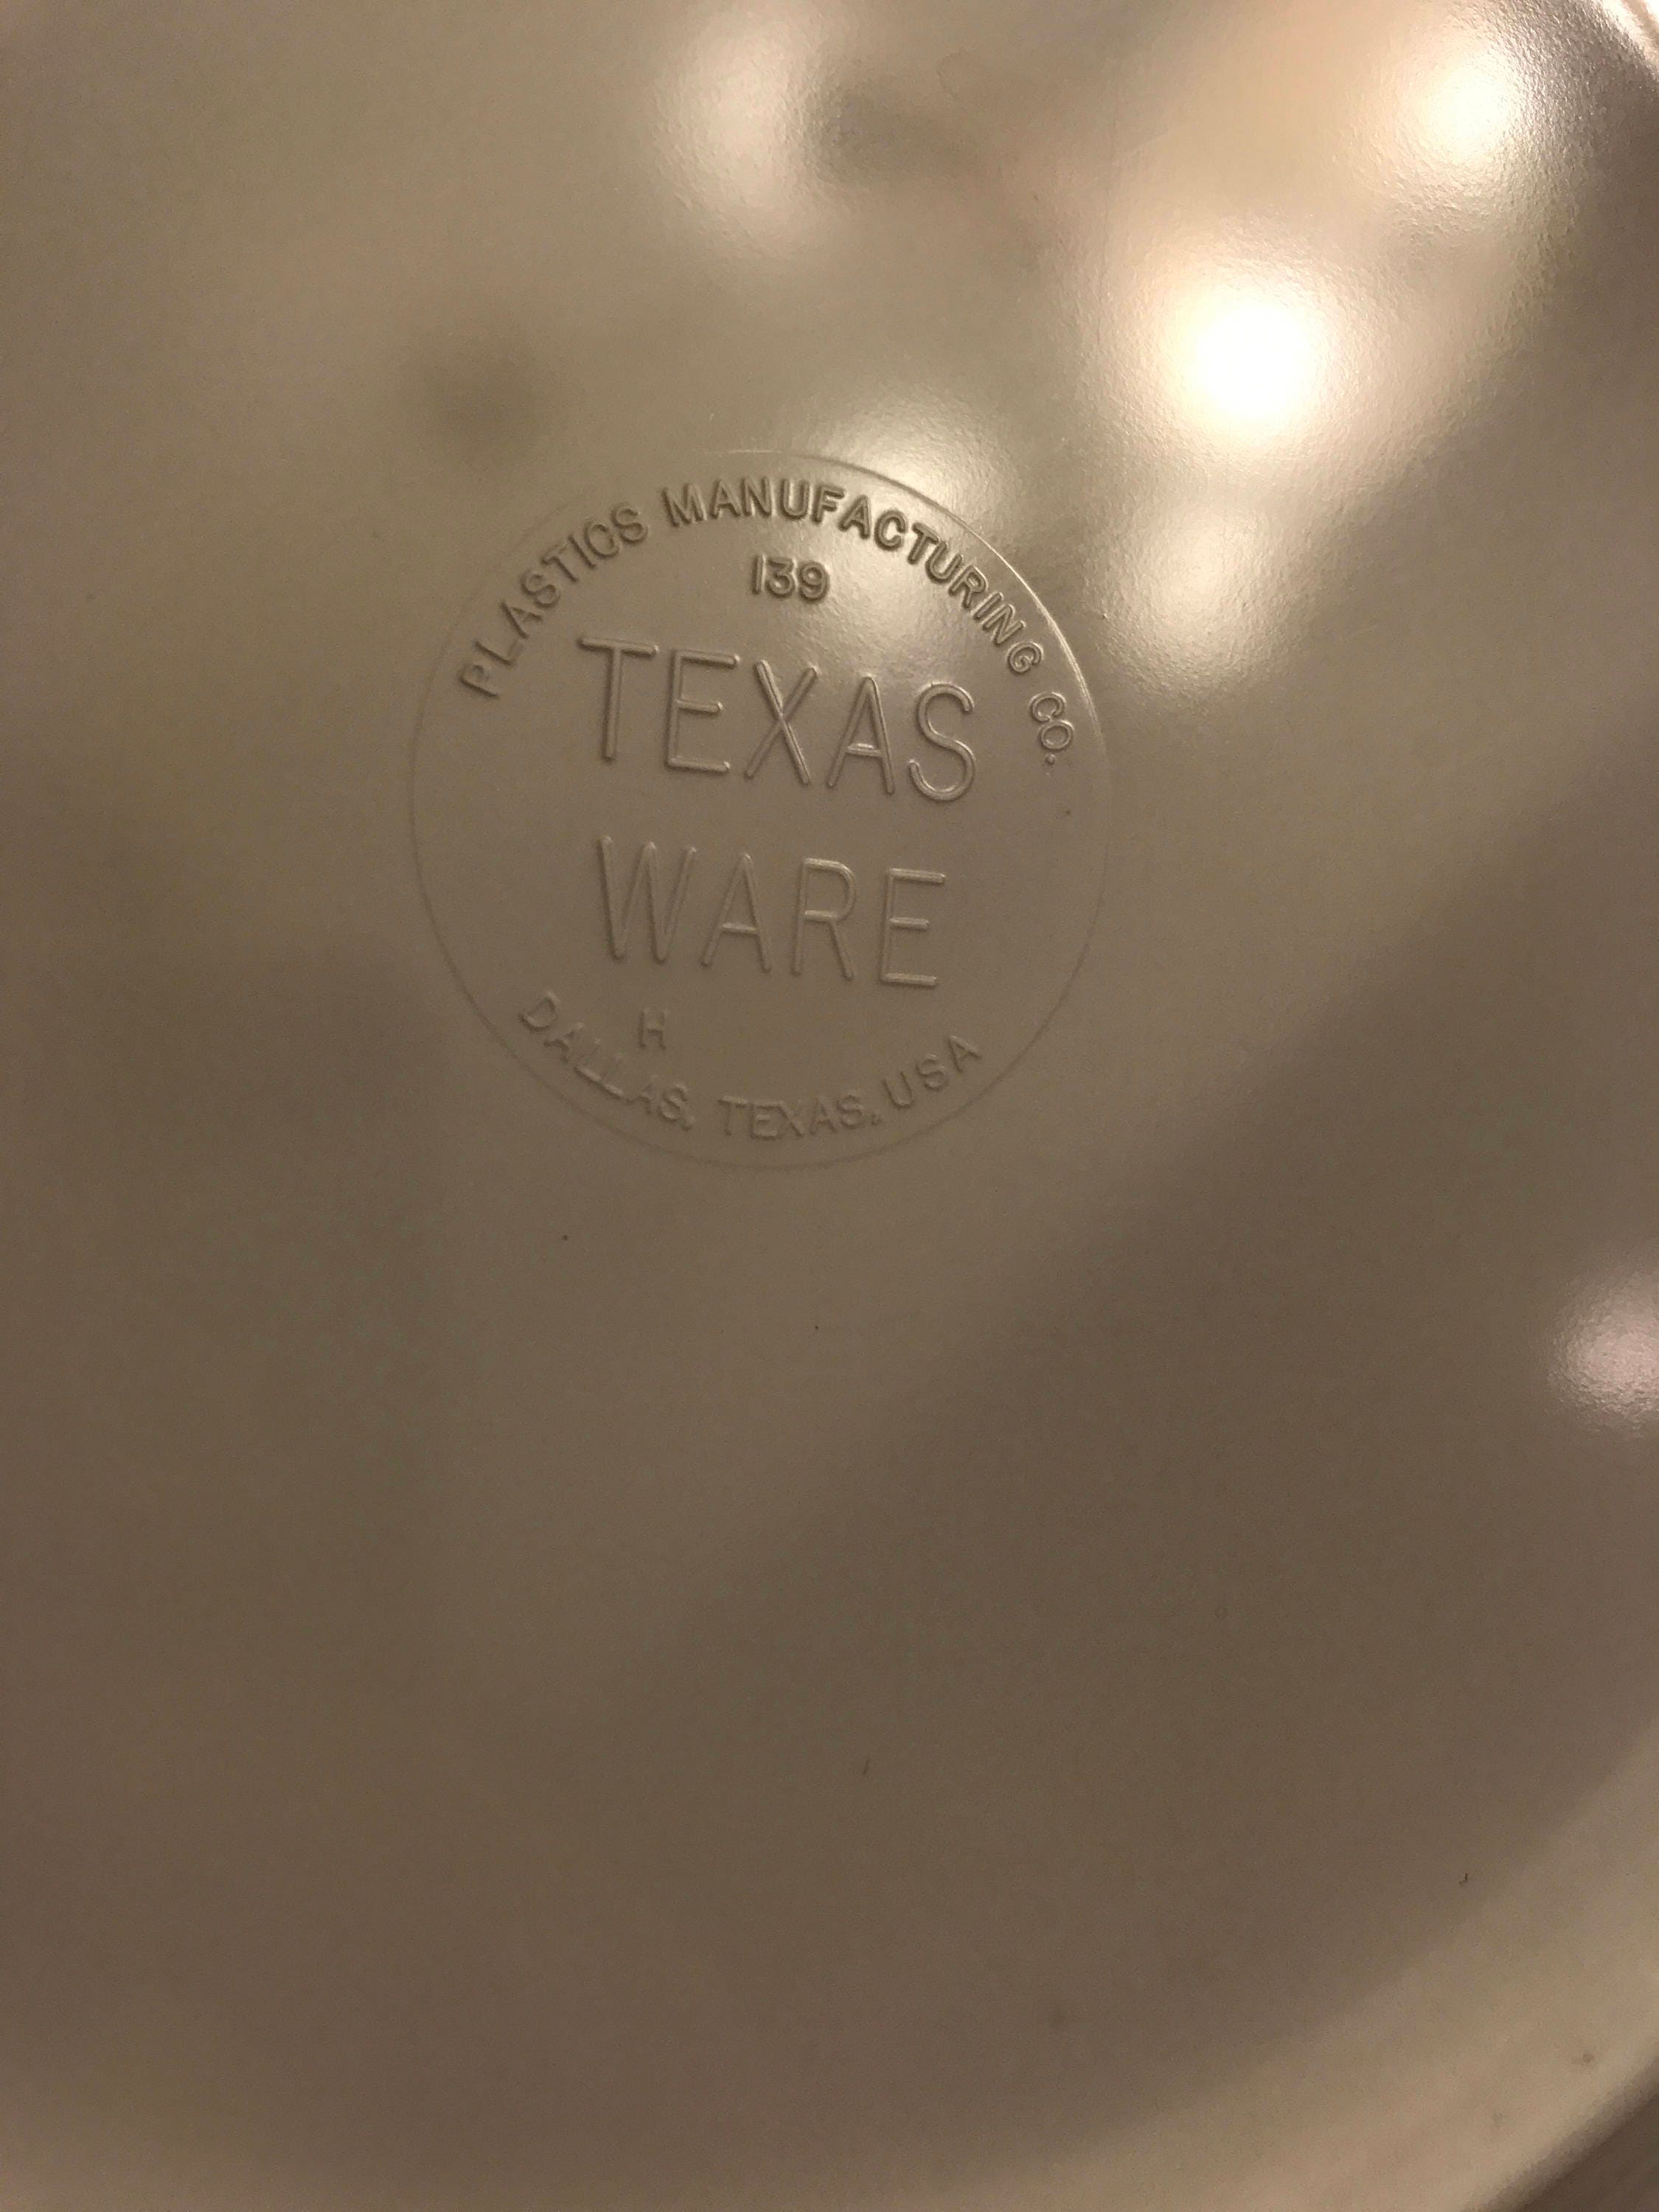 PLASTICS MANUFACTURING CO.
139
TEXAS
WARE
H
DALLAS, TEXAS, USA